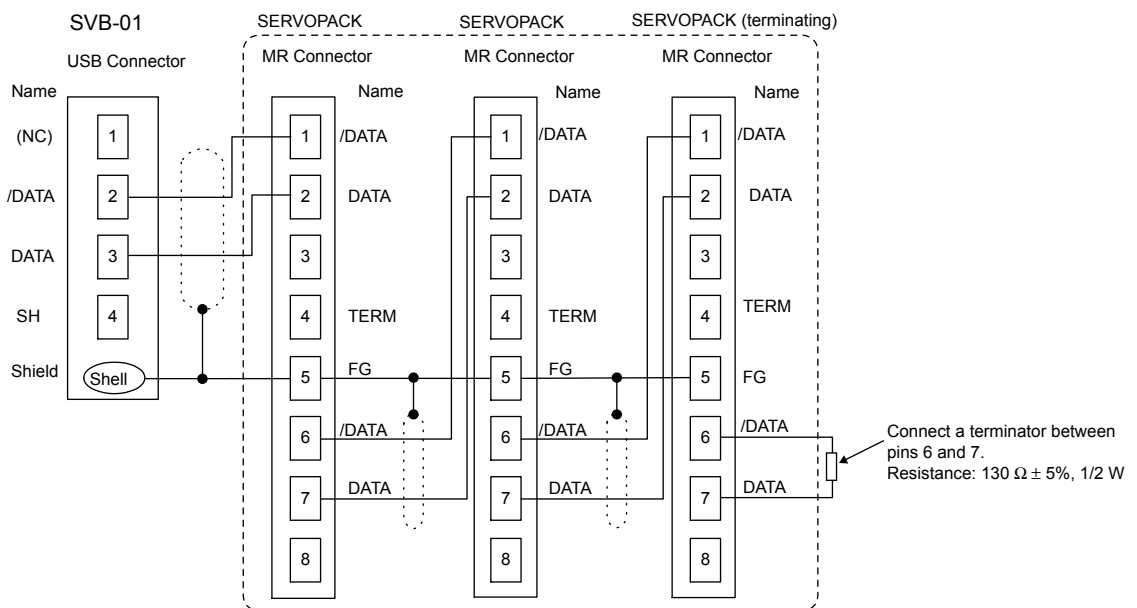 SVB-01
SERVOPACK
SERVOPACK
SERVOPACK (terminating)
USB Connector
MR Connector
MR Connector
MR Connector
Name
Name
Name
Name
(NC)
1
1
/DATA
1
/DATA
1
/DATA
/DATA
2
2
DATA
2
DATA
2
DATA
DATA
3
3
3
3
SH
4
4
TERM
4
TERM
4
TERM
Shield
Shell
5
FG
5
FG
5
FG
6
/DATA
6
/DATA
6
/DATA
7
DATA
7
DATA
7
DATA
8
8
8
Connect a terminator between
pins 6 and 7.
Resistance: 130 Ω ± 5%, 1/2 W